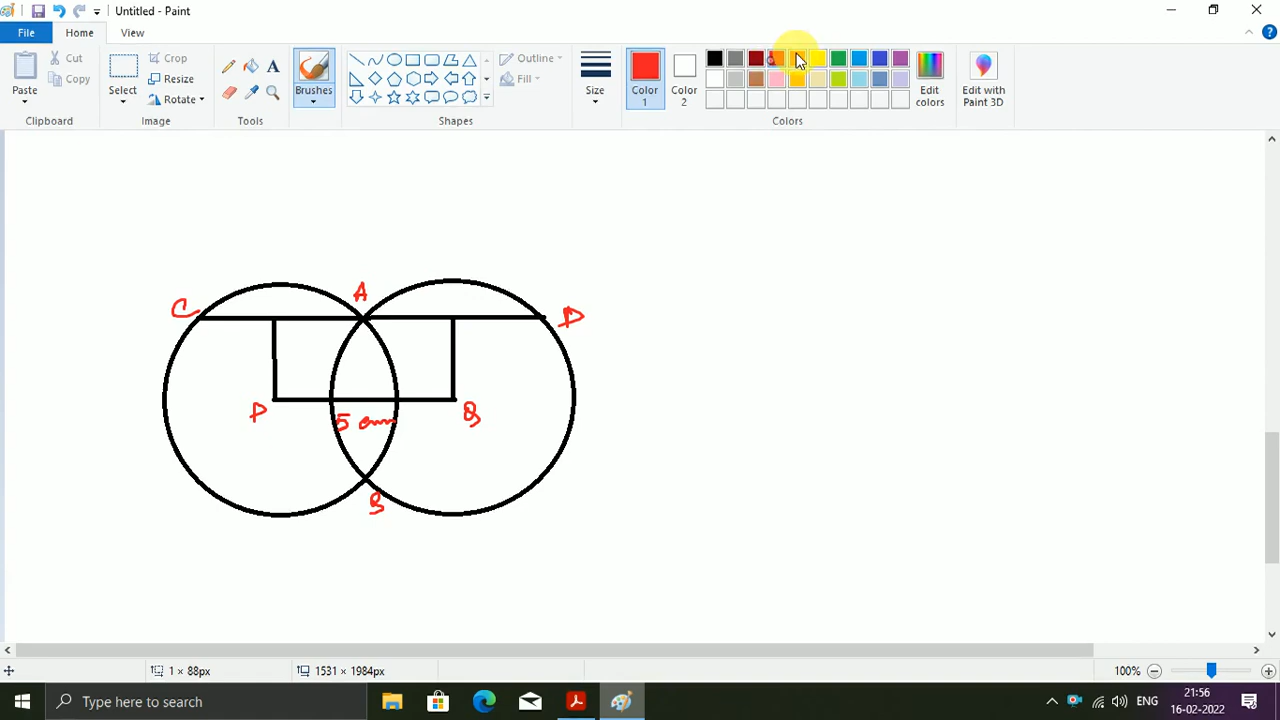 Untitled - Paint
File Home View
Paste
Cut
Copy
Clipboard
Select
Crop
Resize
Rotate
Image
A
Tools
Brushes
Outline
Fill
Shapes
Size
Color 1
Color 2
Edit colors
Colors
Edit with Paint 3D
C A D
P 5 cm Q
B
1 × 88px 1531 × 1984px 100%
Type here to search
ENG 21:56
16-02-2022